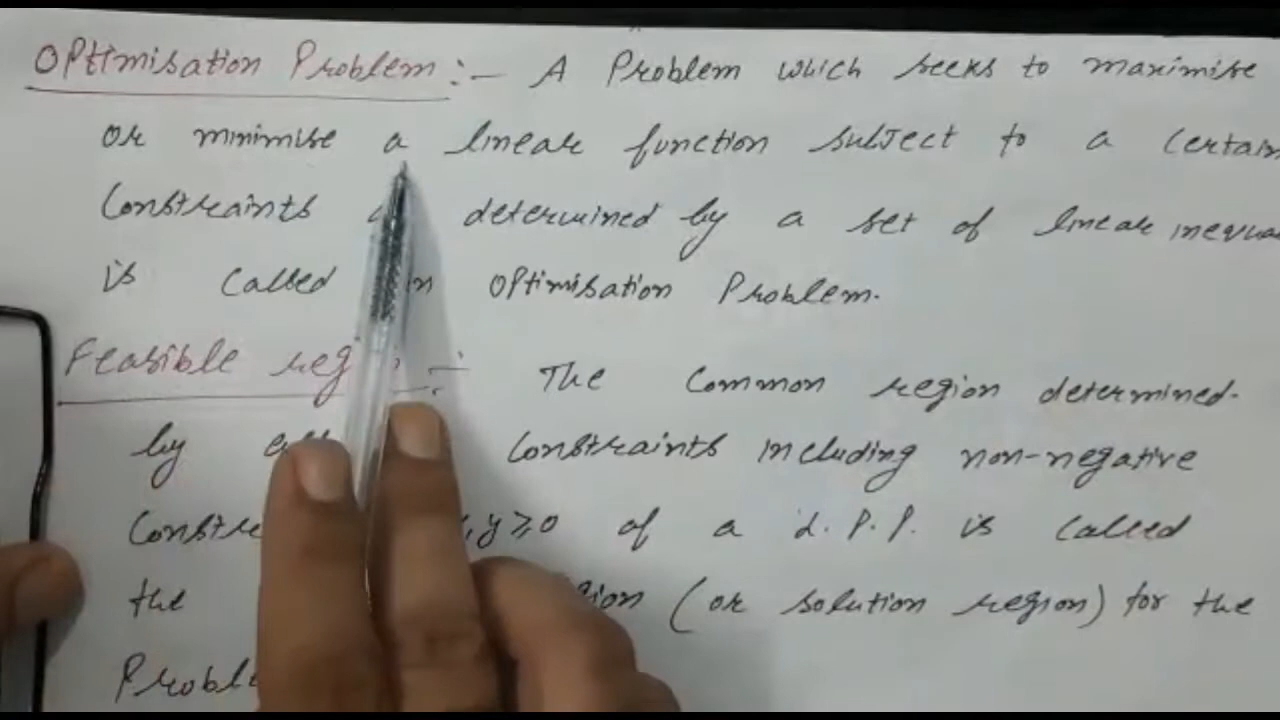 Optimisation Problem :- A Problem which seeks to maximise
or minimise a linear function subject to a certain
Constraints determined by a set of linear
is called optimisation Problem.
Feasible :- The Common region determined
by constraints including non-negative
y ≥ 0 of a L.P.P. is called
the (or solution region) for the